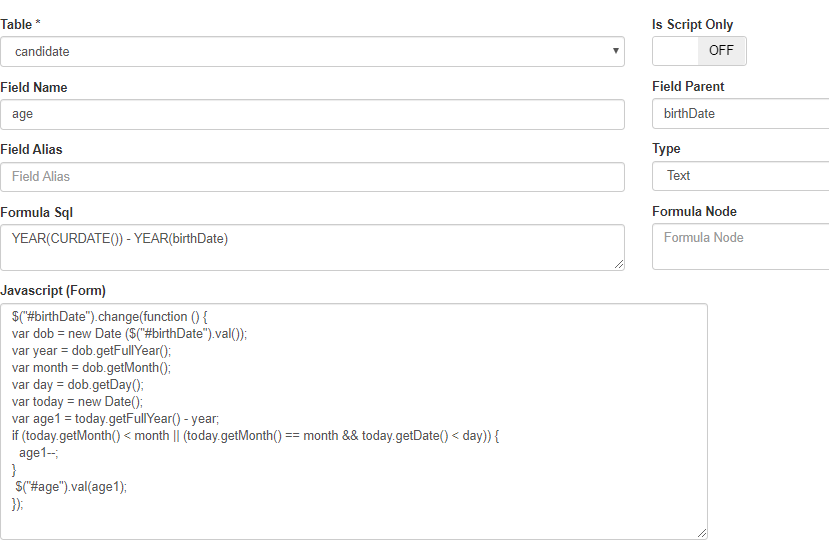 Table *
Is Script Only
candidate
OFF
Field Name
Field Parent
age
birthDate
Field Alias
Type
Field Alias
Text
Formula Sql
Formula Node
YEAR(CURDATE()) - YEAR(birthDate)
Formula Node
Javascript (Form)
$("#birthDate").change(function () {
var dob = new Date ($("#birthDate").val());
var year = dob.getFullYear();
var month = dob.getMonth();
var day = dob.getDay();
var today = new Date();
var age1 = today.getFullYear() - year;
if (today.getMonth() < month || (today.getMonth() == month && today.getDate() < day)) {
  age1--;
}
 $("#age").val(age1);
});